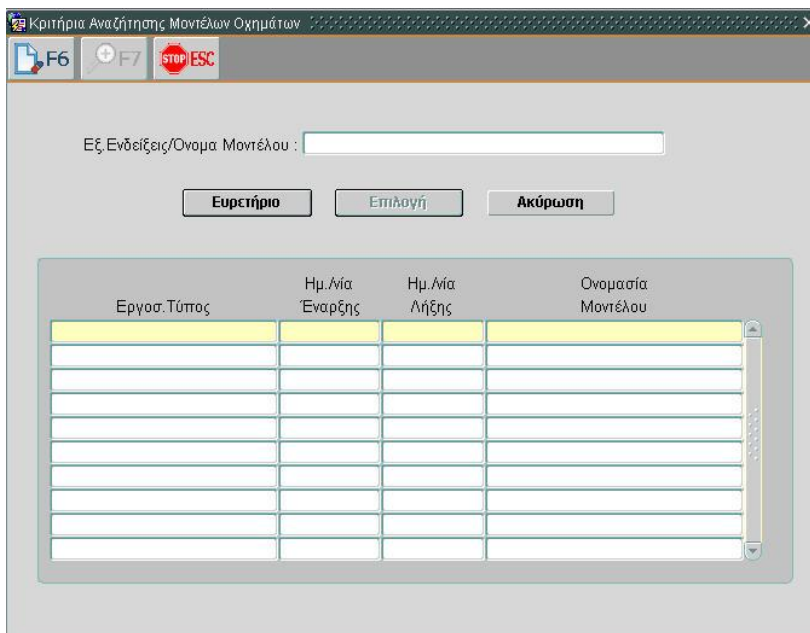 Κριτήρια Αναζήτησης Μοντέλων Οχημάτων
F6 F7 STOP ESC
Εξ.Ενδείξεις/Όνομα Μοντέλου :
Ευρετήριο Επιλογή Ακύρωση
Ημ./νία Ημ./νία Ονομασία
Εργοσ.Τύπος Έναρξης Λήξης Μοντέλου